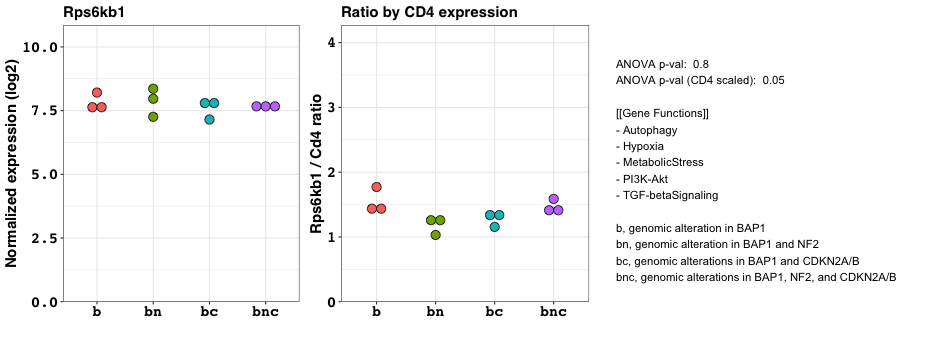 Rps6kb1
Normalized expression (log2)
10.0
7.5
5.0
2.5
0.0
b bn bc bnc
Ratio by CD4 expression
Rps6kb1 / Cd4 ratio
4
3
2
1
0
b bn bc bnc
ANOVA p-val:  0.8
ANOVA p-val (CD4 scaled):  0.05
[[Gene Functions]]
- Autophagy
- Hypoxia
- MetabolicStress
- PI3K-Akt
- TGF-betaSignaling
b, genomic alteration in BAP1
bn, genomic alteration in BAP1 and NF2
bc, genomic alterations in BAP1 and CDKN2A/B
bnc, genomic alterations in BAP1, NF2, and CDKN2A/B